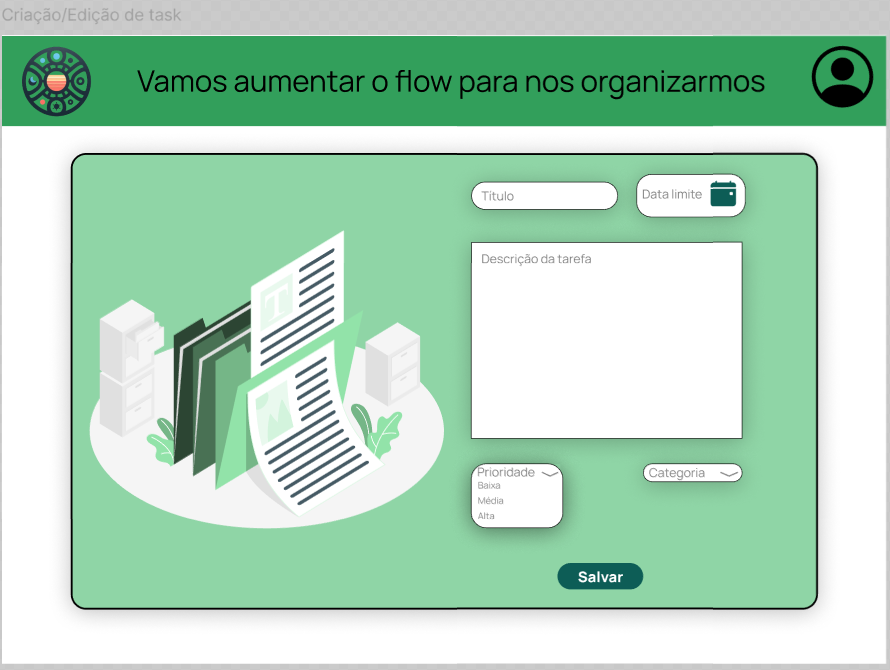 Criação/Edição de task
Vamos aumentar o flow para nos organizarmos
Título
Data limite
Descrição da tarefa
T
Prioridade
Baixa
Média
Alta
Categoria
Salvar